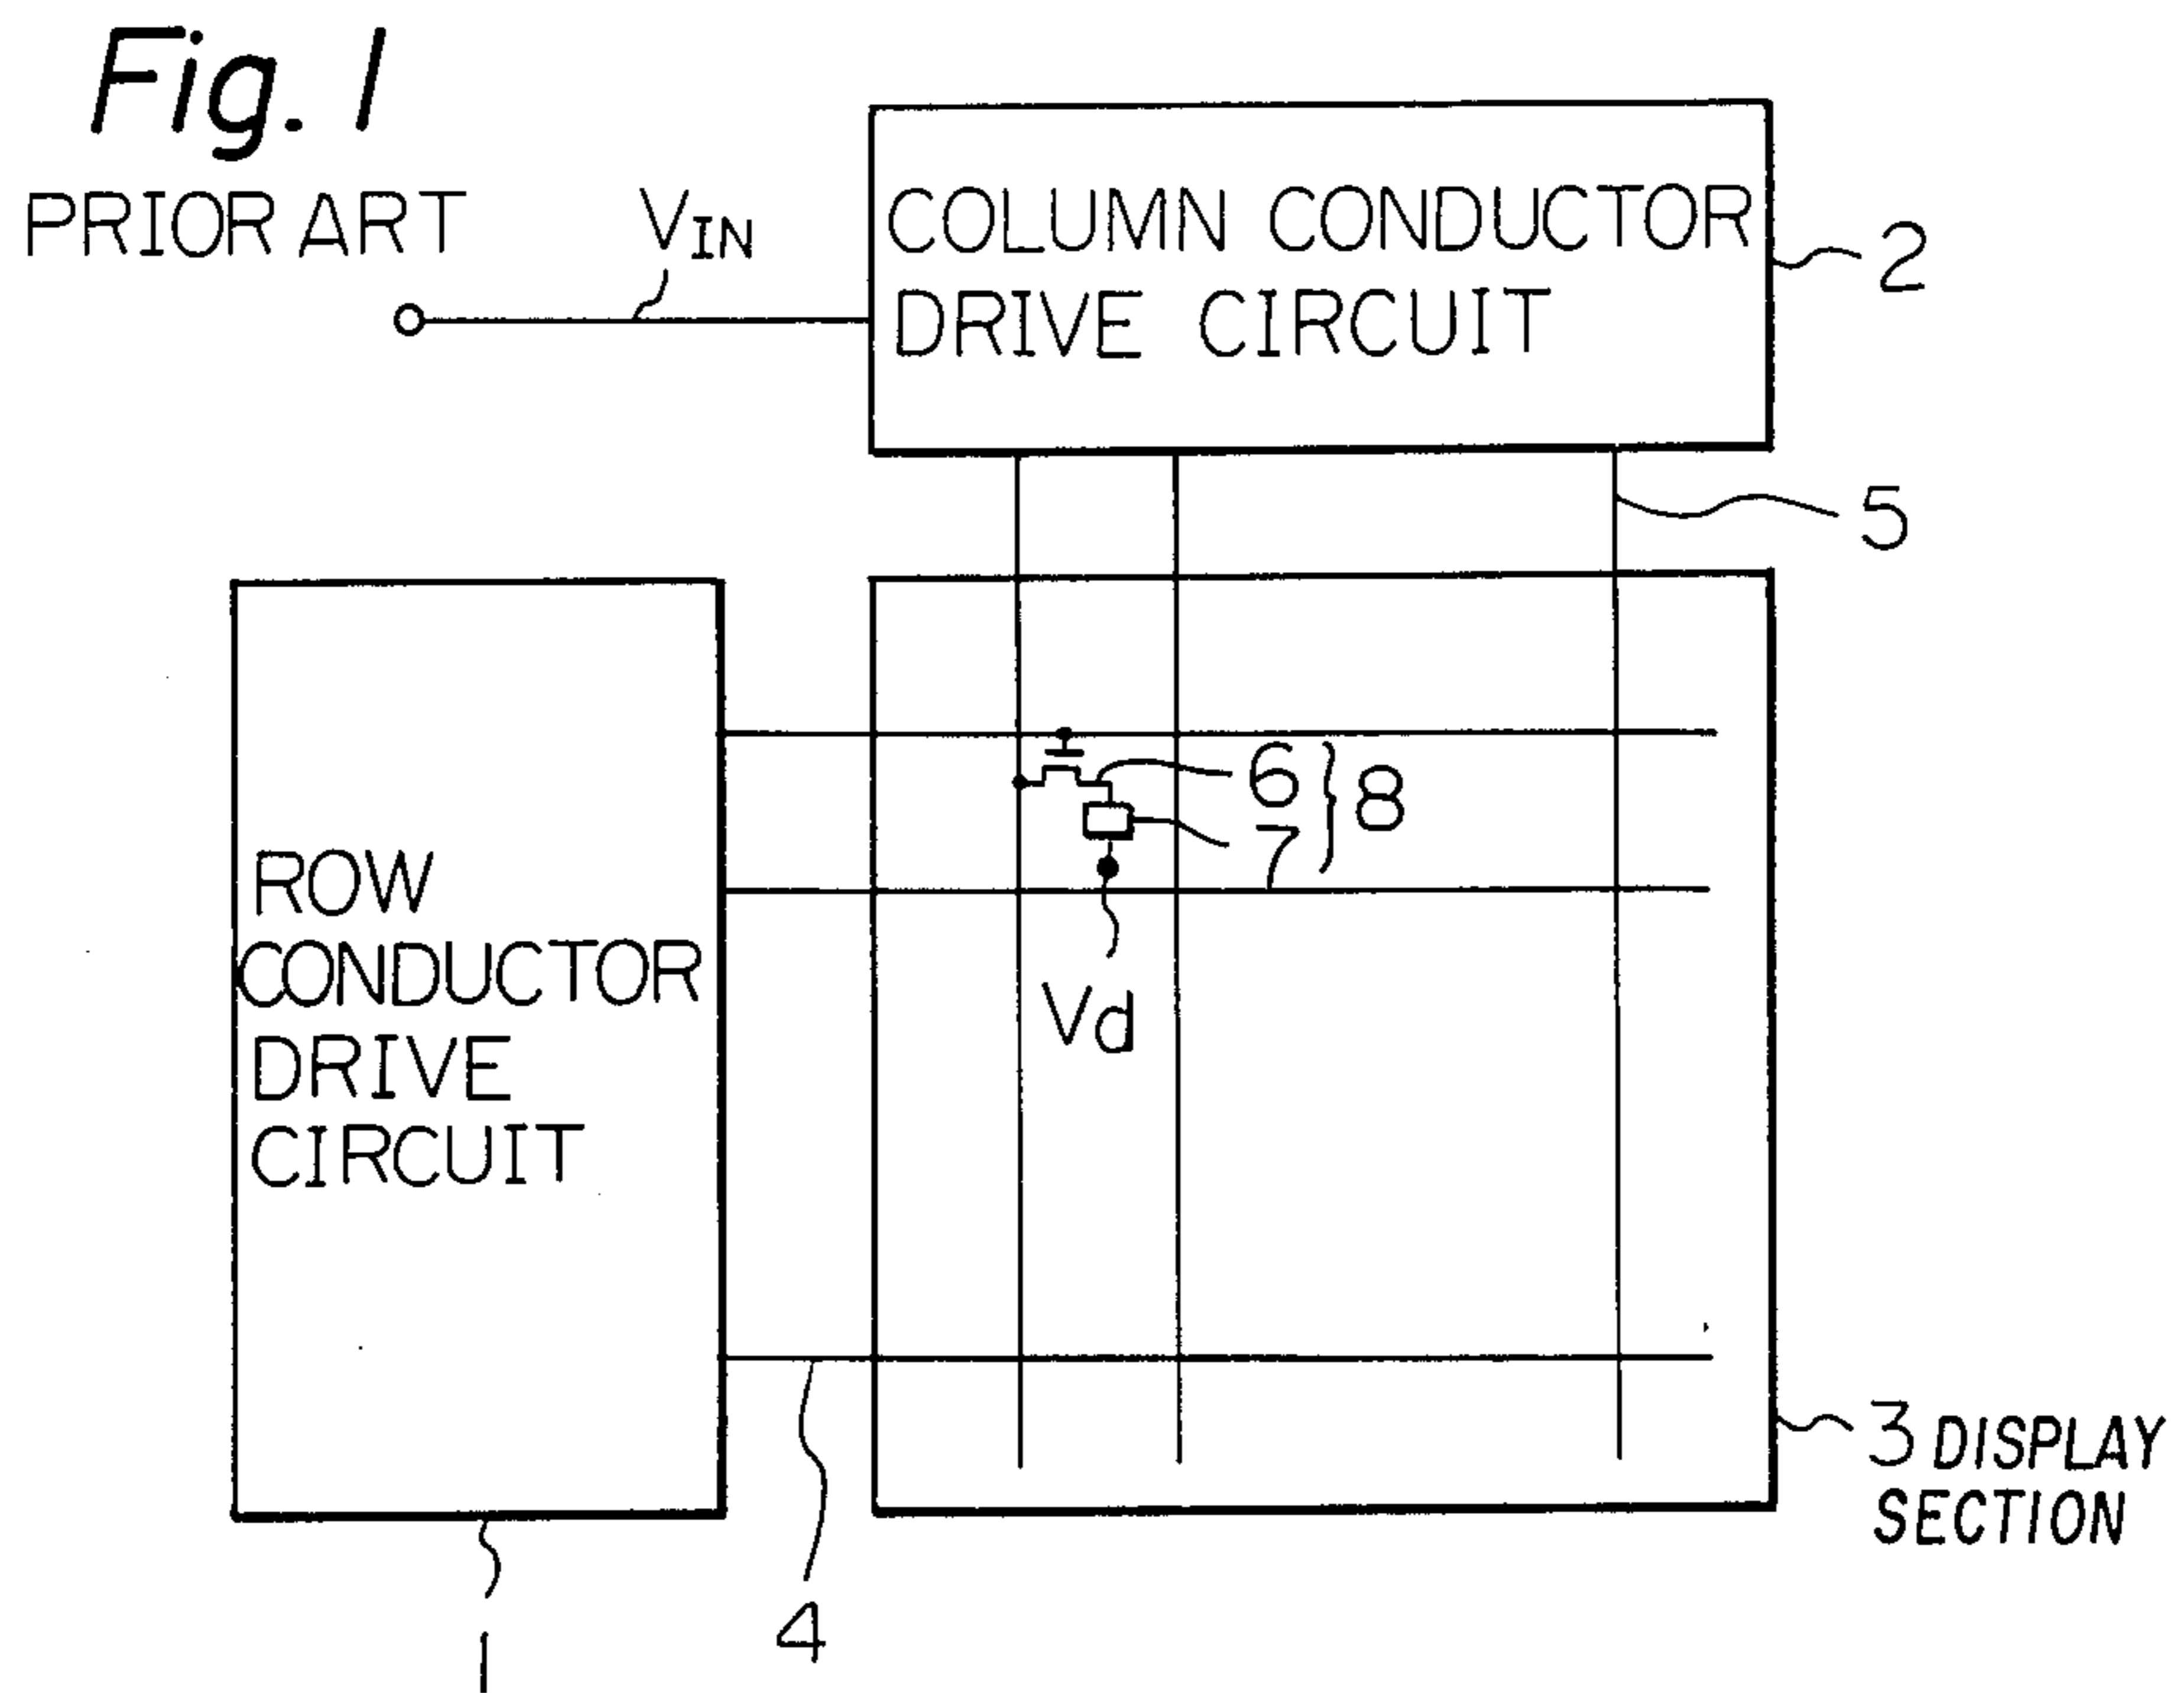 Fig. 1
PRIOR ART
VIN
COLUMN CONDUCTOR
DRIVE CIRCUIT
2
5
6
7
8
Vd
ROW
CONDUCTOR
DRIVE
CIRCUIT
3 DISPLAY
SECTION
4
1